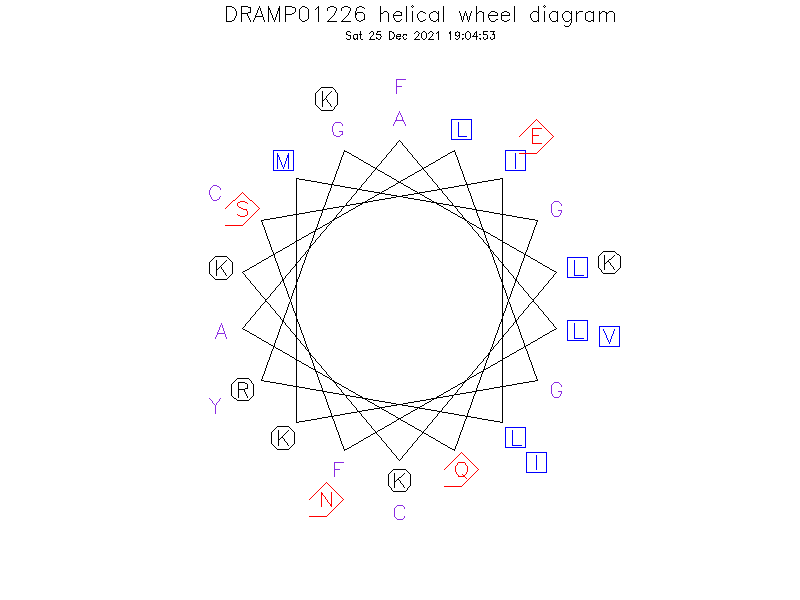 DRAMP01226 helical wheel diagram
Sat 25 Dec 2021 19:04:53
F
K
A
G
L
E
M
I
C
S
G
K
L
K
A
L
V
R
G
Y
K
L
I
F
Q
K
N
C